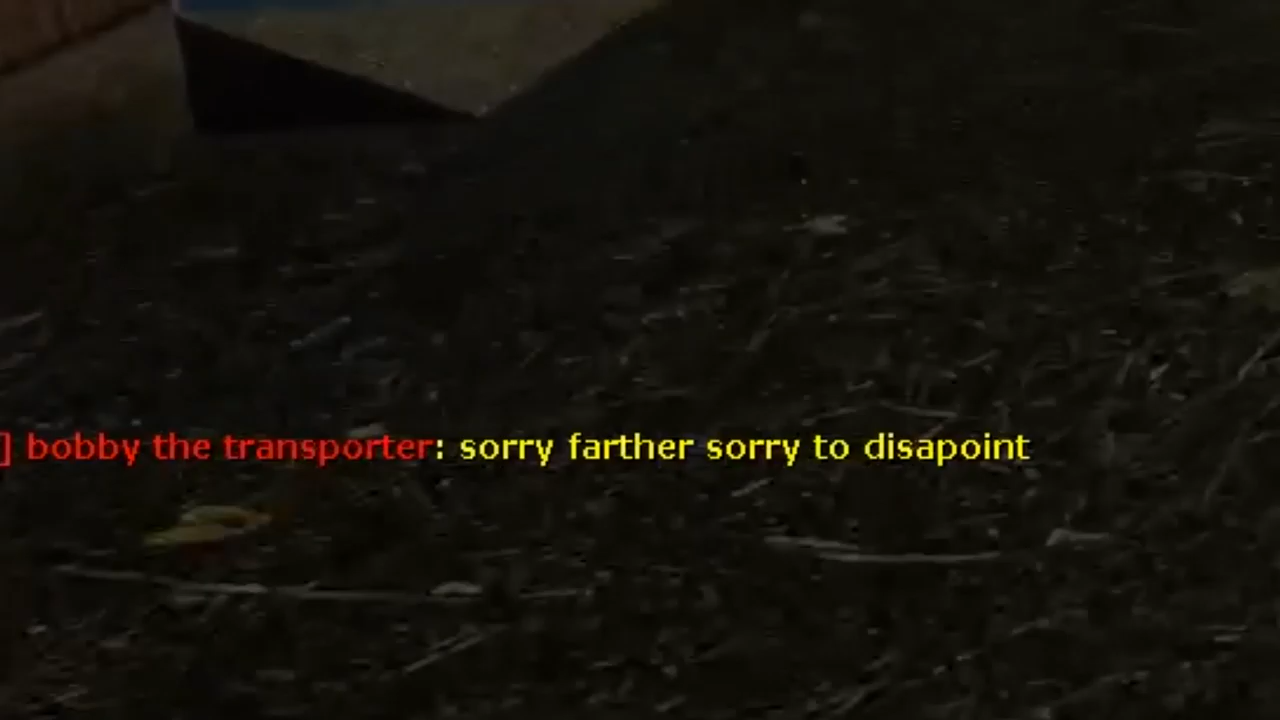 ] bobby the transporter: sorry farther sorry to disapoint